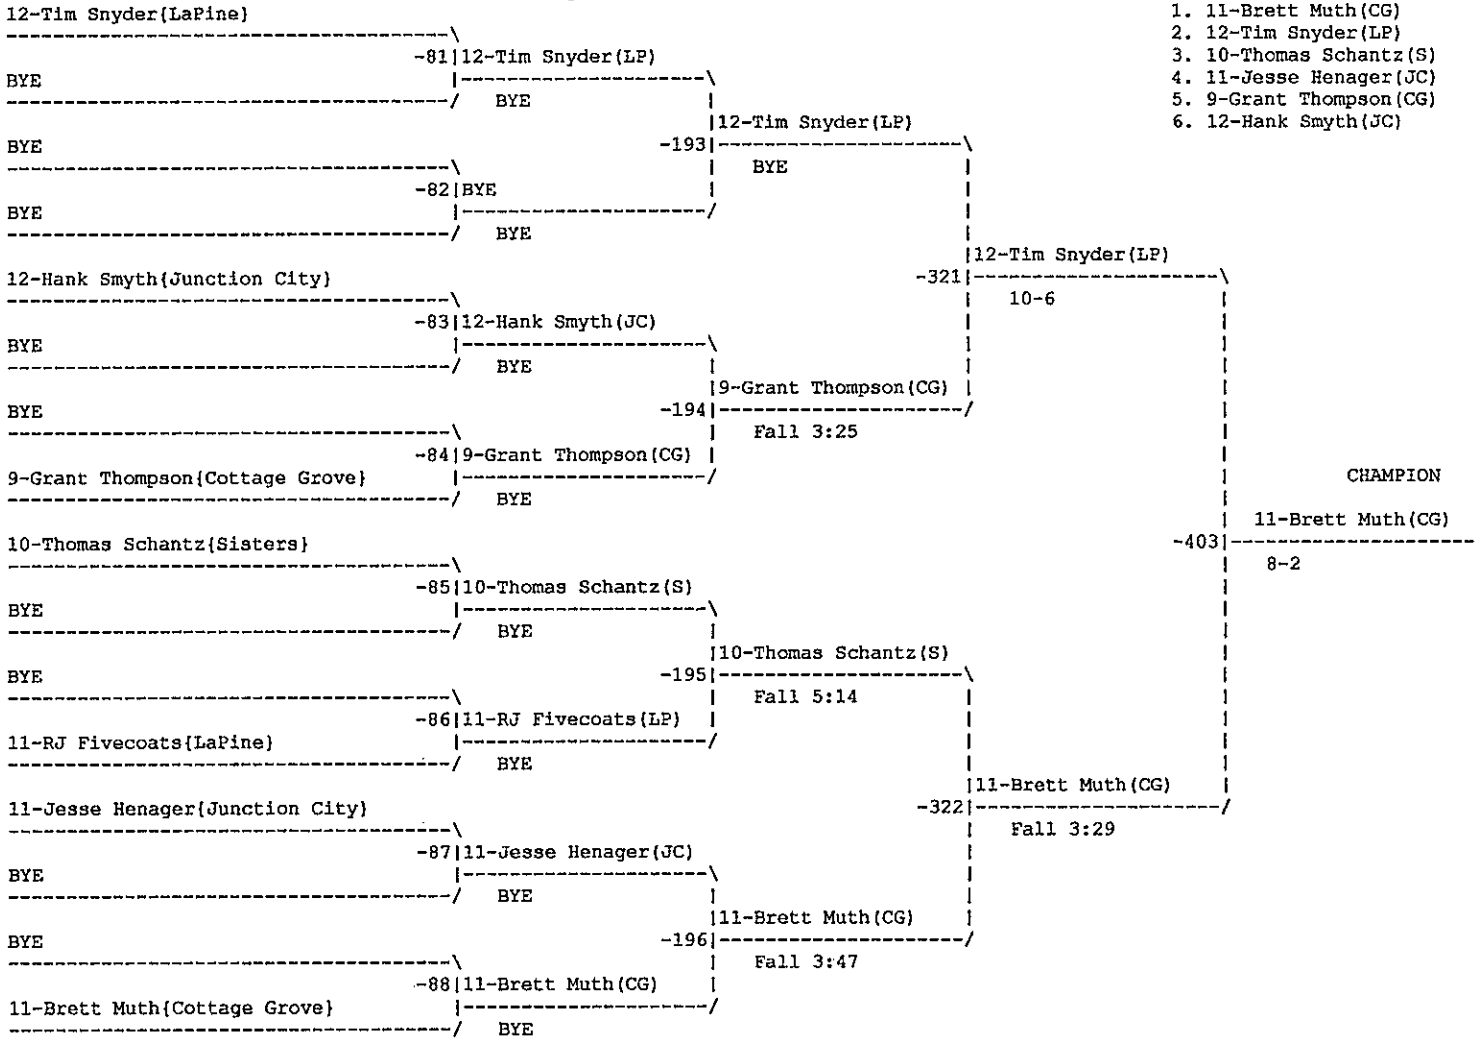 12-Tim Snyder{LaPine}
1. 11-Brett Muth(CG)
2. 12-Tim Snyder(LP)
-81 12-Tim Snyder(LP)
3. 10-Thomas Schantz(S)
BYE
4. 11-Jesse Henager(JC)
BYE
5. 9-Grant Thompson(CG)
12-Tim Snyder(LP)
6. 12-Hank Smyth(JC)
BYE
-193
BYE
-82 BYE
BYE
BYE
12-Tim Snyder(LP)
12-Hank Smyth{Junction City}
-321
10-6
-83 12-Hank Smyth(JC)
BYE
BYE
9-Grant Thompson(CG)
BYE
-194
Fall 3:25
-84 9-Grant Thompson(CG)
9-Grant Thompson{Cottage Grove}
CHAMPION
BYE
11-Brett Muth(CG)
10-Thomas Schantz{Sisters}
-403
8-2
-85 10-Thomas Schantz(S)
BYE
BYE
10-Thomas Schantz(S)
BYE
-195
Fall 5:14
-86 11-RJ Fivecoats(LP)
11-RJ Fivecoats{LaPine}
BYE
11-Brett Muth(CG)
11-Jesse Henager{Junction City}
-322
Fall 3:29
-87 11-Jesse Henager(JC)
BYE
BYE
11-Brett Muth(CG)
BYE
-196
Fall 3:47
-88 11-Brett Muth(CG)
11-Brett Muth{Cottage Grove}
BYE